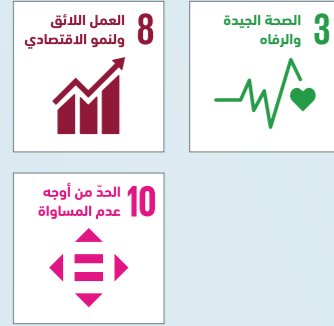 3 الصحة الجيدة
والرفاه
8 العمل اللائق
ولنمو الاقتصادي
10 الحدّ من أوجه
عدم المساواة